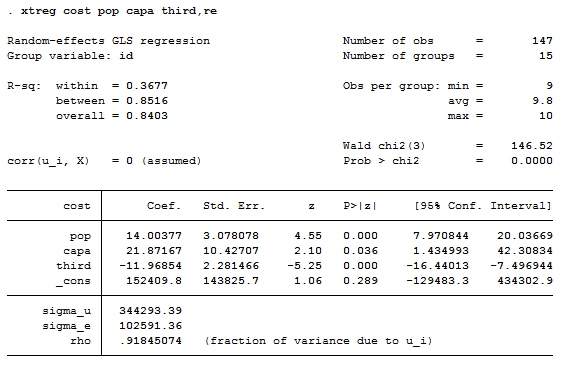 . xtreg cost pop capa third,re
Random-effects GLS regression Number of obs = 147
Group variable: id Number of groups = 15
R-sq: within = 0.3677 Obs per group: min = 9
between = 0.8516 avg = 9.8
overall = 0.8403 max = 10
Wald chi2(3) = 146.52
corr(u_i, X) = 0 (assumed) Prob > chi2 = 0.0000
cost Coef. Std. Err. z P>|z| [95% Conf. Interval]
pop 14.00377 3.078078 4.55 0.000 7.970844 20.03669
capa 21.87167 10.42707 2.10 0.036 1.434993 42.30834
third -11.96854 2.281466 -5.25 0.000 -16.44013 -7.496944
_cons 152409.8 143825.7 1.06 0.289 -129483.3 434302.9
sigma_u 344293.39
sigma_e 102591.36
rho .91845074 (fraction of variance due to u_i)